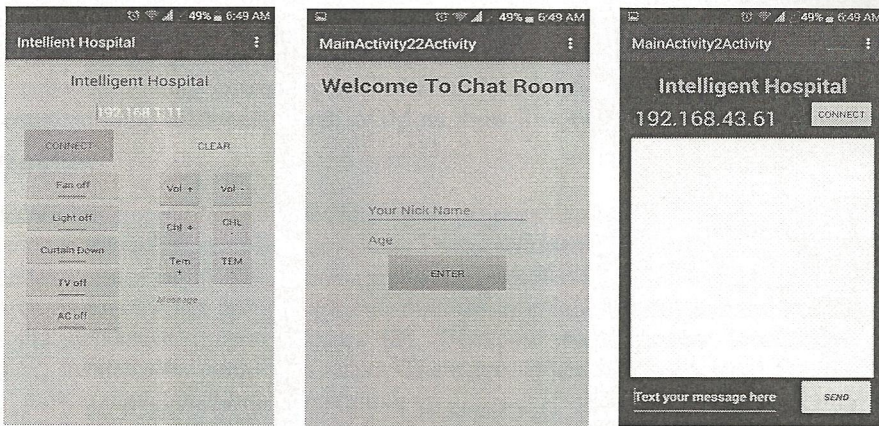 49% 6:49 AM
Intellient Hospital
Intelligent Hospital
192.168.1.11
CONNECT
CLEAR
Fan off
Vol +
Vol -
Light off
Chl +
CHL
-
Curtain Down
Tem
+
TEM
-
TV off
Message
AC off
49% 6:49 AM
MainActivity22Activity
Welcome To Chat Room
Your Nick Name
Age
ENTER
49% 6:49 AM
MainActivity2Activity
Intelligent Hospital
192.168.43.61
CONNECT
Text your message here
SEND